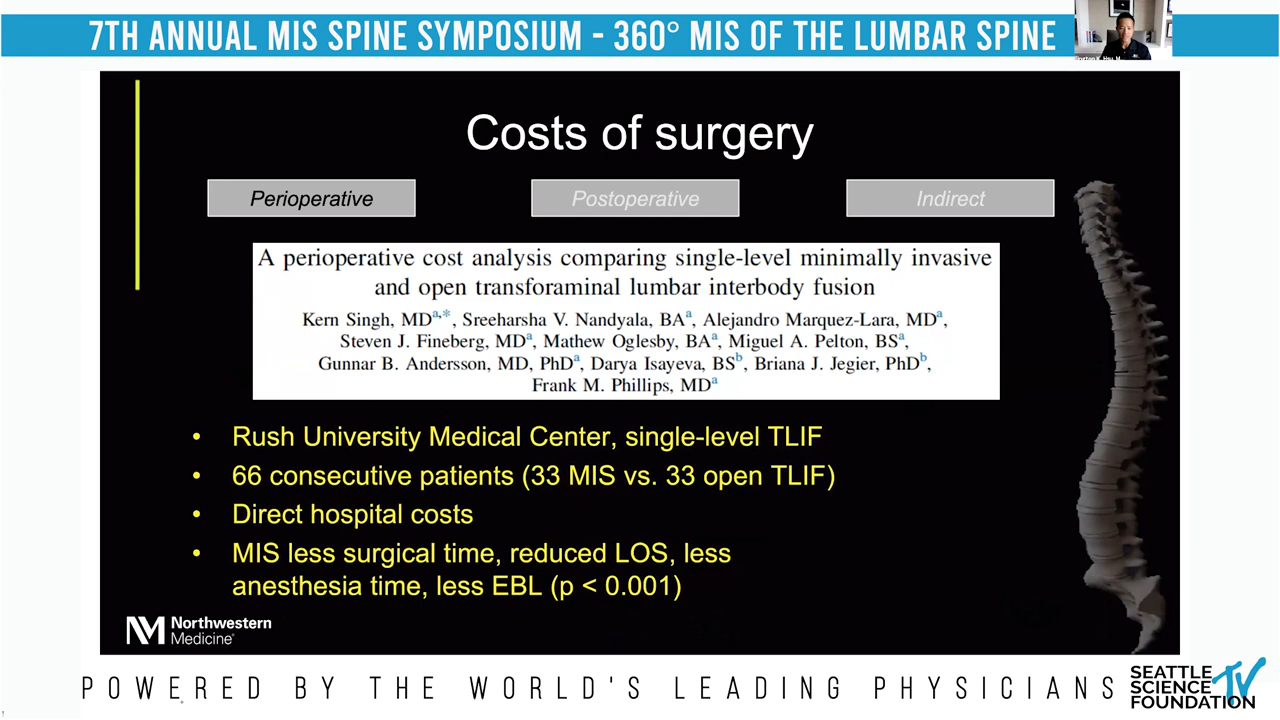 7TH ANNUAL MIS SPINE SYMPOSIUM - 360° MIS OF THE LUMBAR SPINE
Costs of surgery
Perioperative
Postoperative
Indirect
A perioperative cost analysis comparing single-level minimally invasive
and open transforaminal lumbar interbody fusion
Kern Singh, MDa,*, Sreeharsha V. Nandyala, BAa, Alejandro Marquez-Lara, MDa,
Steven J. Fineberg, MDa, Mathew Oglesby, BAa, Miguel A. Pelton, BSa,
Gunnar B. Andersson, MD, PhDa, Darya Isayeva, BSb, Briana J. Jegier, PhDb,
Frank M. Phillips, MDa
• Rush University Medical Center, single-level TLIF
• 66 consecutive patients (33 MIS vs. 33 open TLIF)
• Direct hospital costs
• MIS less surgical time, reduced LOS, less
anesthesia time, less EBL (p < 0.001)
NM Northwestern
Medicine®
POWERED BY THE WORLD'S LEADING PHYSICIANS
SEATTLE
SCIENCE
FOUNDATION
TV